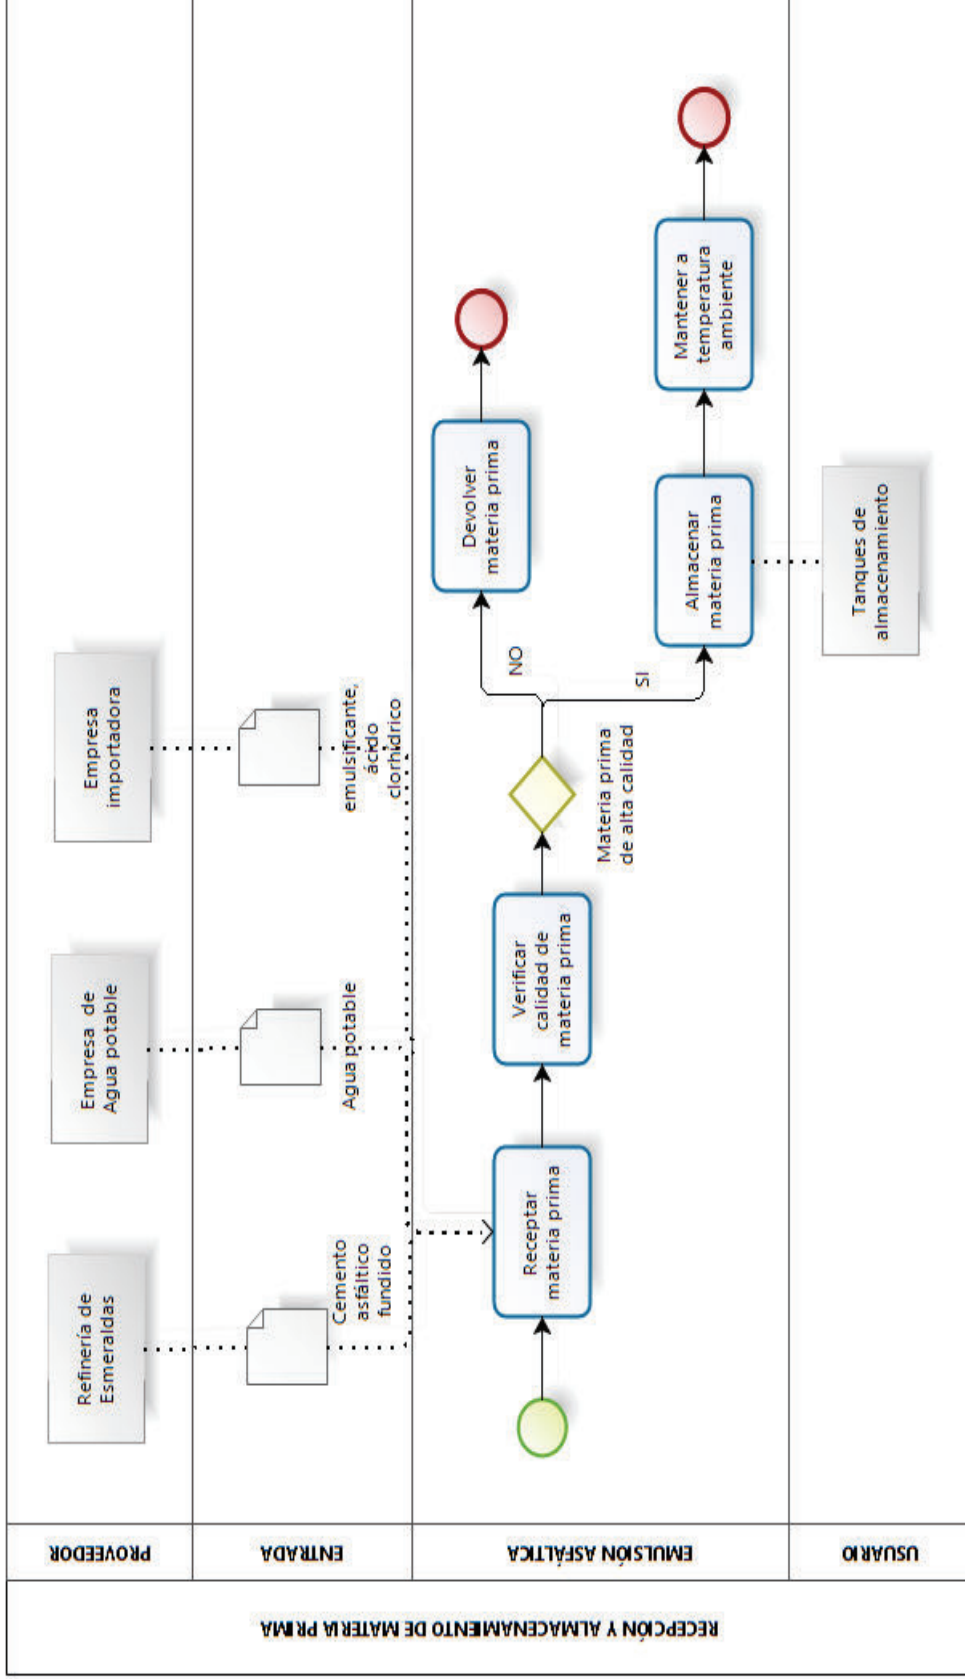 RECEPCIÓN Y ALMACENAMIENTO DE MATERIA PRIMA
PROVEEDOR
Refinería de
Esmeraldas
Empresa de
Agua potable
Empresa
importadora
ENTRADA
Cemento
asfáltico
fundido
Agua potable
emulsificante,
ácido
clorhídrico
EMULSIÓN ASFÁLTICA
Receptar
materia prima
Verificar
calidad de
materia prima
Materia prima
de alta calidad
NO
Devolver
materia prima
SI
Almacenar
materia prima
Mantener a
temperatura
ambiente
USUARIO
Tanques de
almacenamiento